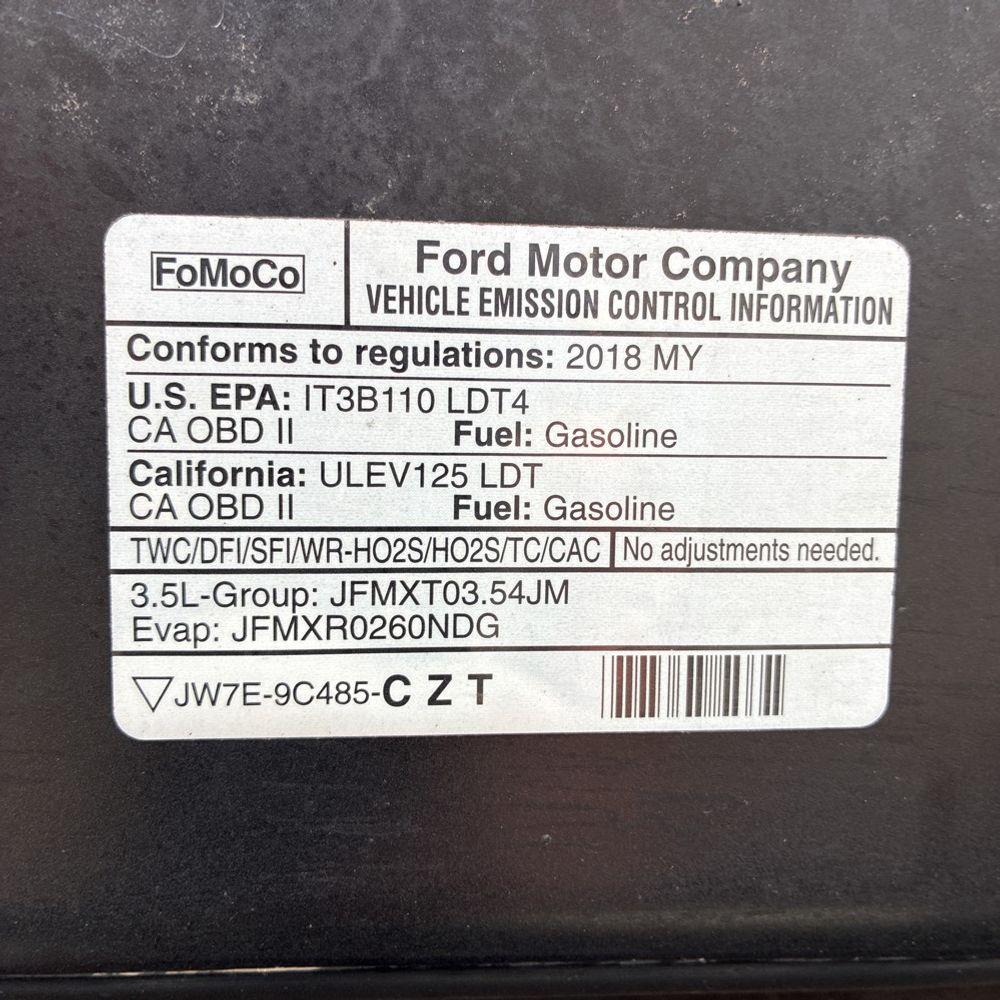 FoMoCo
Ford Motor Company
VEHICLE EMISSION CONTROL INFORMATION
Conforms to regulations: 2018 MY
U.S. EPA: IT3B110 LDT4
CA OBD II Fuel: Gasoline
California: ULEV125 LDT
CA OBD II Fuel: Gasoline
TWC/DFI/SFI/WR-HO2S/HO2S/TC/CAC No adjustments needed.
3.5L-Group: JFMXT03.54JM
Evap: JFMXR0260NDG
▽JW7E-9C485-C Z T